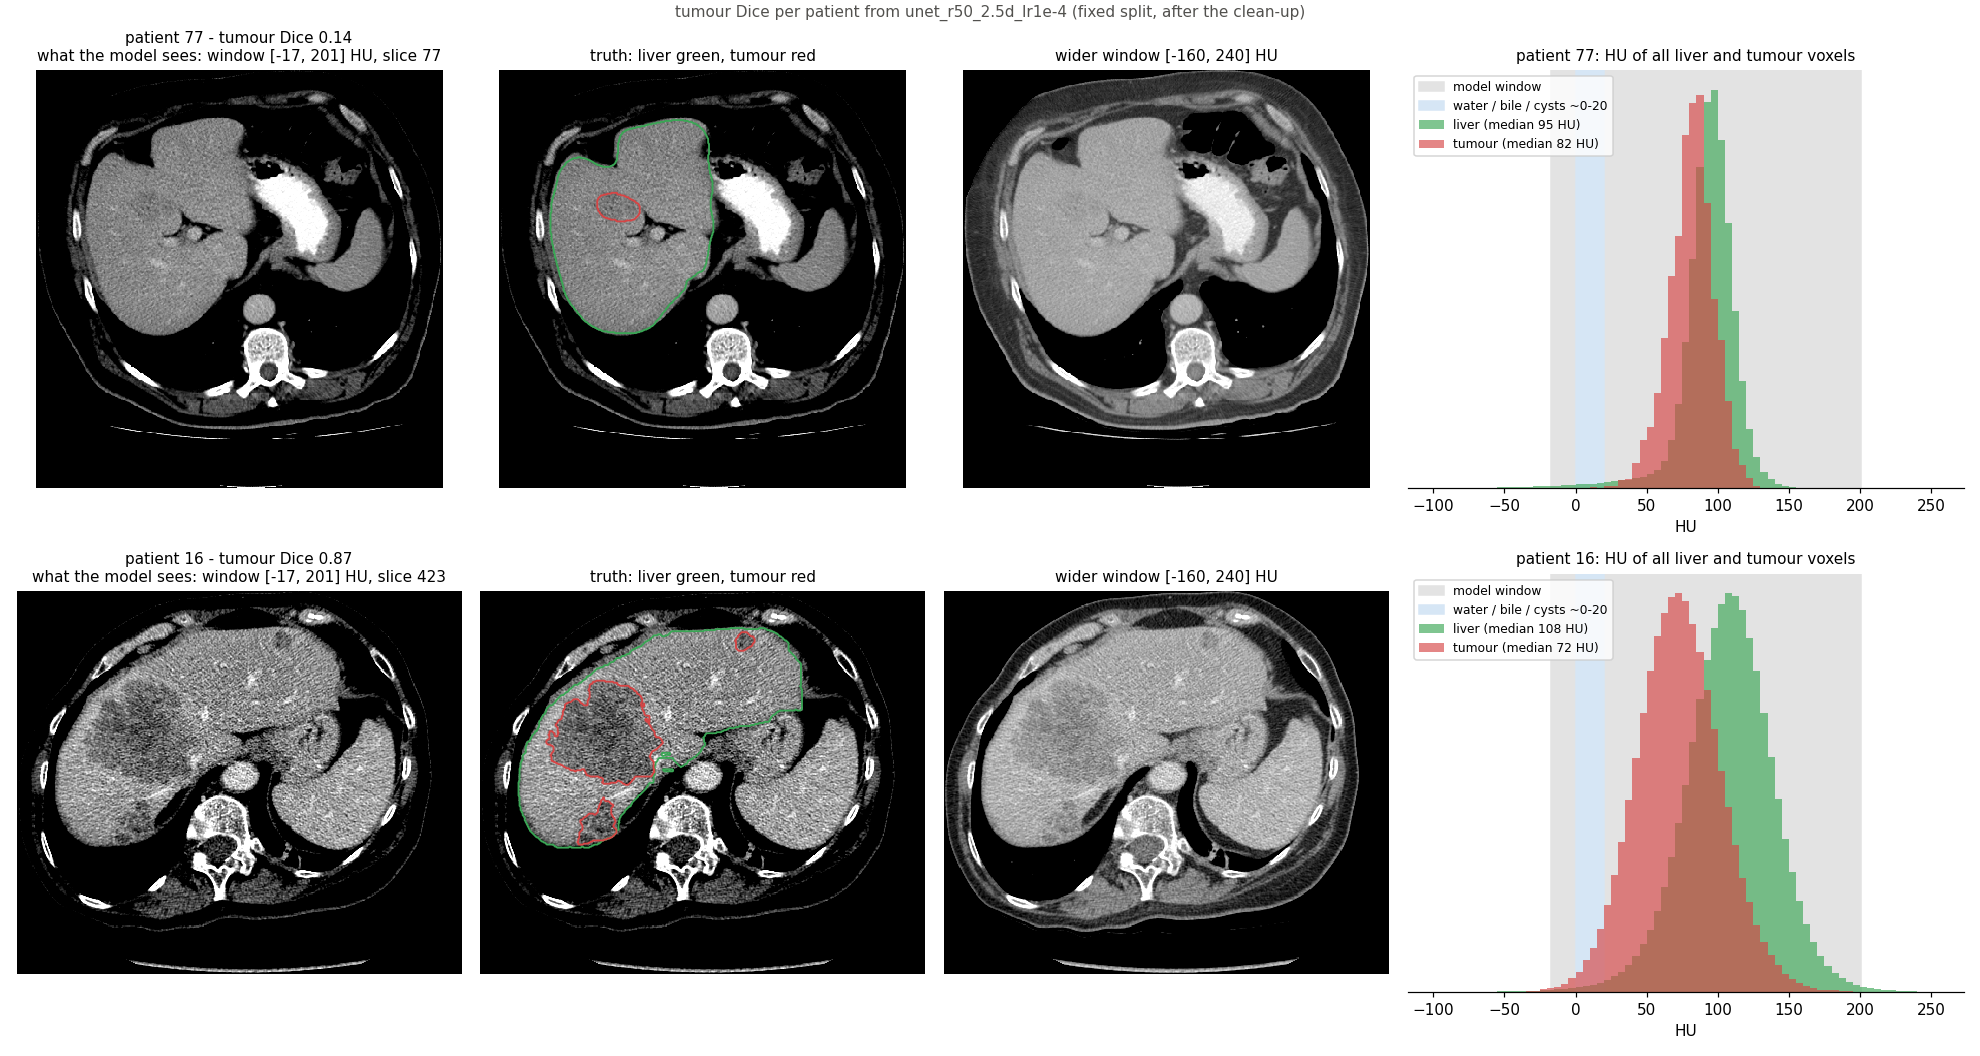 tumour Dice per patient from unet_r50_2.5d_lr1e-4 (fixed split, after the clean-up)
patient 77 - tumour Dice 0.14
what the model sees: window [-17, 201] HU, slice 77
truth: liver green, tumour red
wider window [-160, 240] HU
patient 77: HU of all liver and tumour voxels
model window
water / bile / cysts ~0-20
liver (median 95 HU)
tumour (median 82 HU)
−100 −50 0 50 100 150 200 250
HU
patient 16 - tumour Dice 0.87
what the model sees: window [-17, 201] HU, slice 423
truth: liver green, tumour red
wider window [-160, 240] HU
patient 16: HU of all liver and tumour voxels
model window
water / bile / cysts ~0-20
liver (median 108 HU)
tumour (median 72 HU)
−100 −50 0 50 100 150 200 250
HU